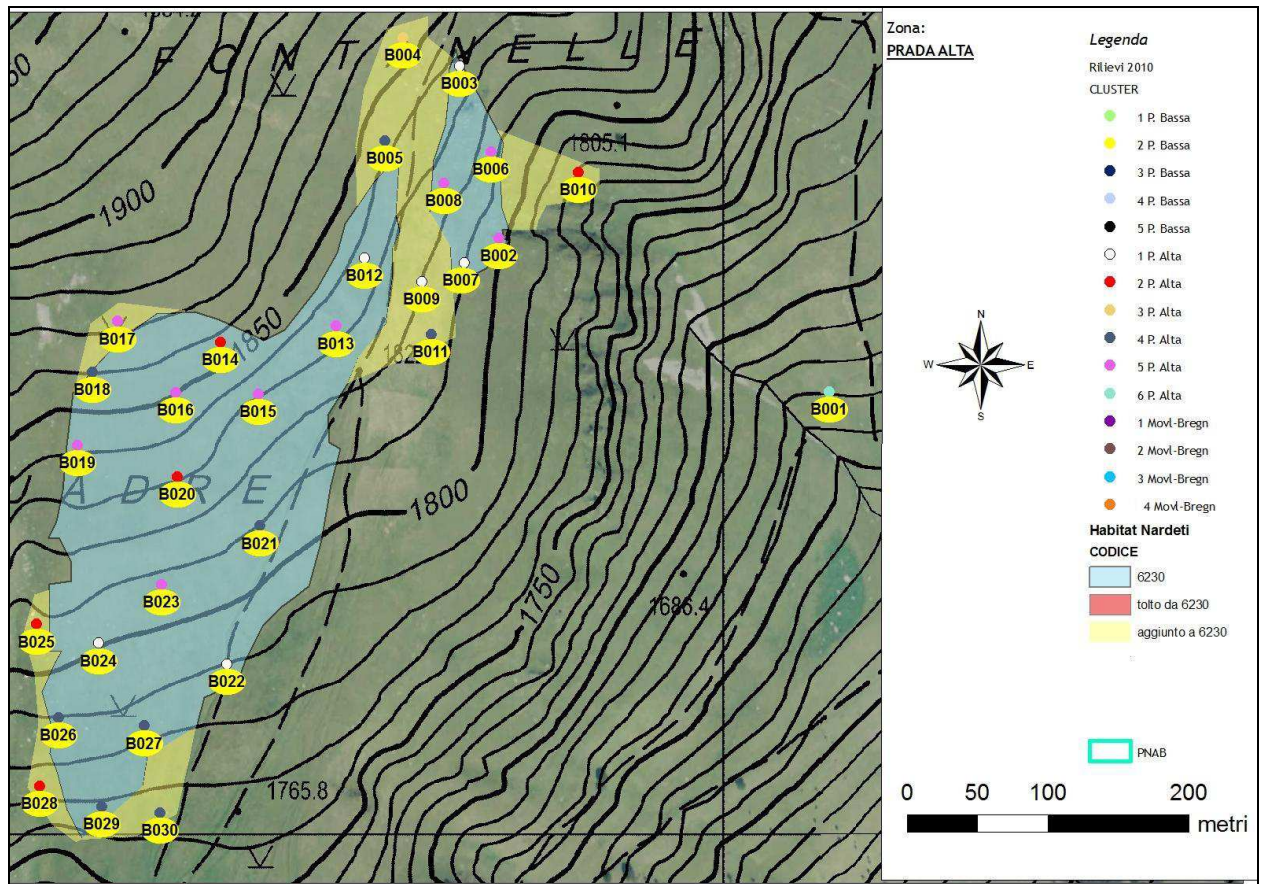 FONTANELLE
B004
B003
B005
1805.1
B006
B008
B010
1900
B002
B012
B007
B009
B017
1850
B013
B011
B014
B018
B016
B015
B001
B019
B020
ADRE
1800
B021
B023
1750
1686.4
B025
B024
B022
B026
B027
1765.8
B028
B029
B030
Zona:
PRADA ALTA
Legenda
Rilievi 2010
CLUSTER
1 P. Bassa
2 P. Bassa
3 P. Bassa
4 P. Bassa
5 P. Bassa
1 P. Alta
2 P. Alta
3 P. Alta
4 P. Alta
5 P. Alta
6 P. Alta
1 Movl-Bregn
2 Movl-Bregn
3 Movl-Bregn
4 Movl-Bregn
Habitat Nardeti
CODICE
6230
tolto da 6230
aggiunto a 6230
N
W E
S
PNAB
0 50 100 200
metri